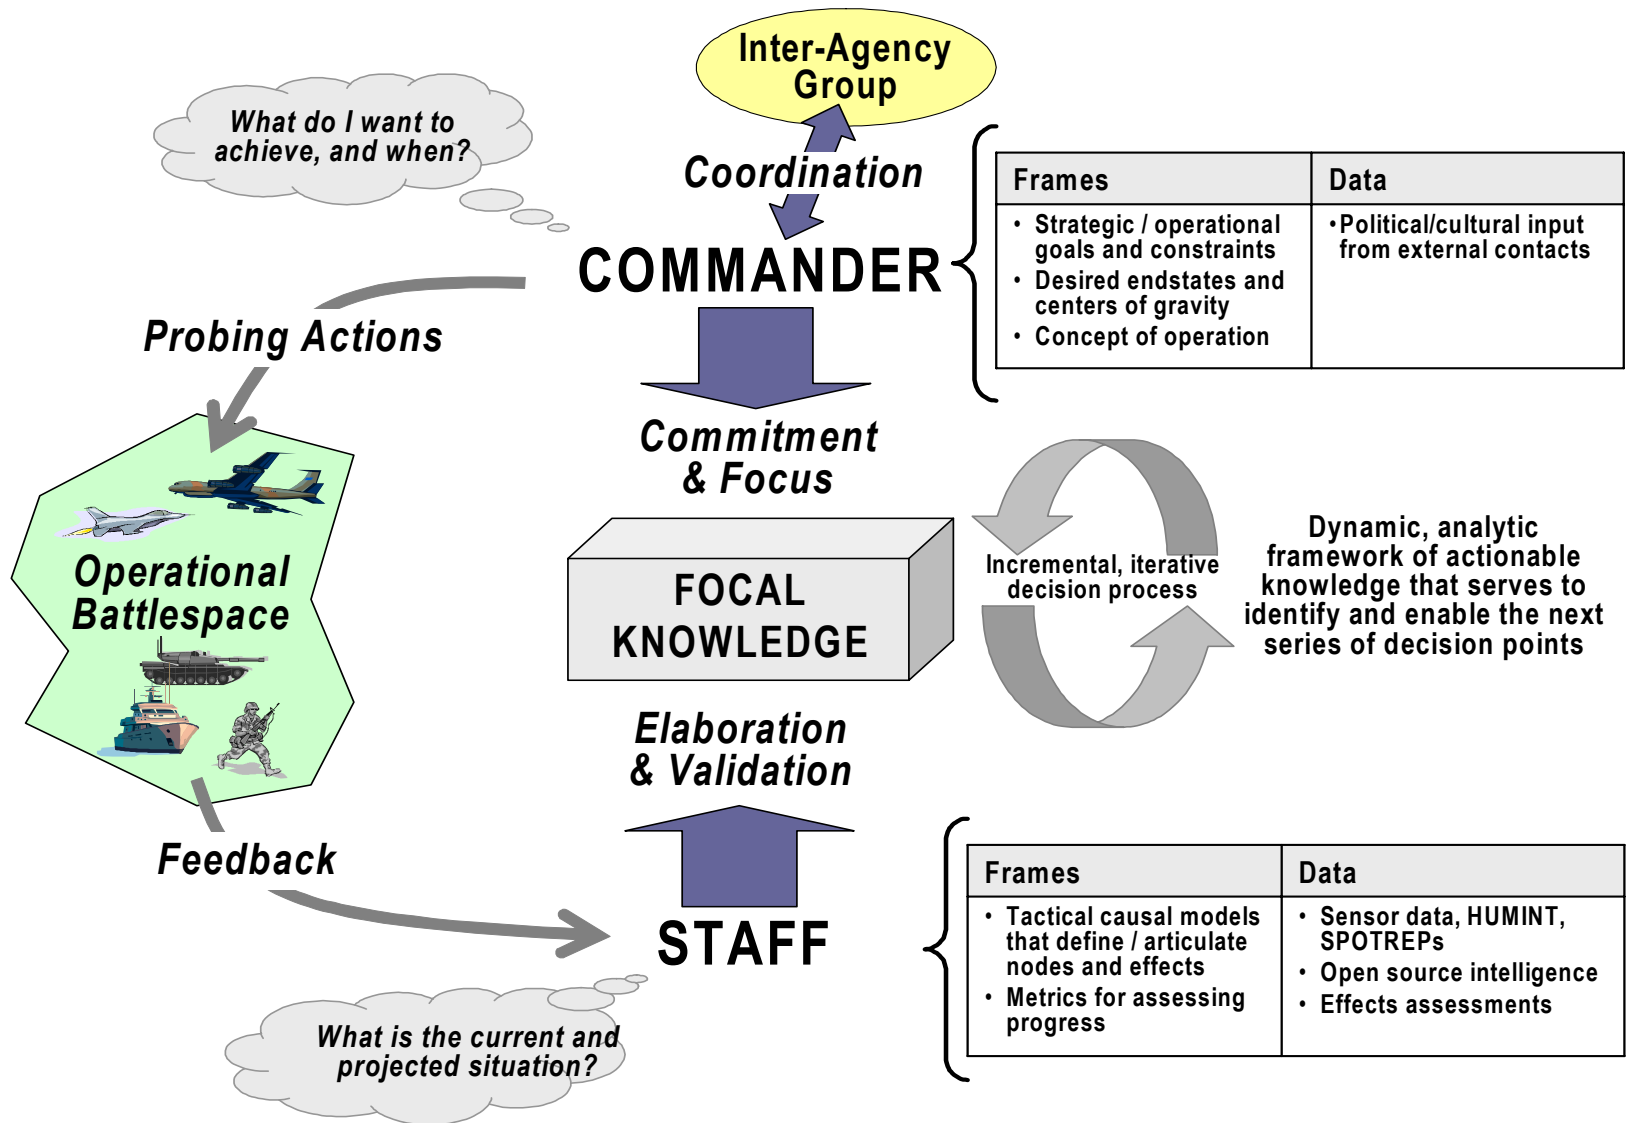 Inter-Agency
Group
What do I want to
achieve, and when?
Coordination
COMMANDER
Frames
Data
• Strategic / operational
goals and constraints
• Desired endstates and
centers of gravity
• Concept of operation
• Political/cultural input
from external contacts
Probing Actions
Commitment
& Focus
Operational
Battlespace
FOCAL
KNOWLEDGE
Incremental, iterative
decision process
Dynamic, analytic
framework of actionable
knowledge that serves to
identify and enable the next
series of decision points
Elaboration
& Validation
Feedback
STAFF
Frames
Data
• Tactical causal models
that define / articulate
nodes and effects
• Metrics for assessing
progress
• Sensor data, HUMINT,
SPOTREPs
• Open source intelligence
• Effects assessments
What is the current and
projected situation?